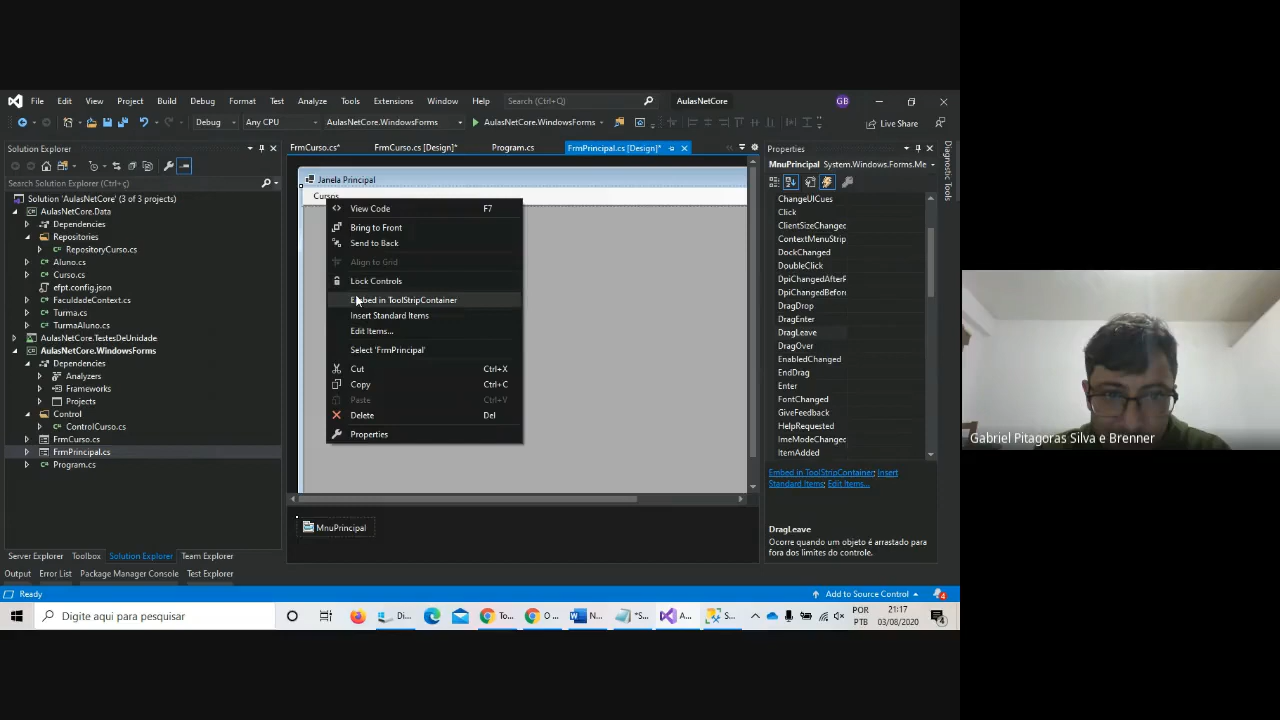 File Edit View Project Build Debug Format Test Analyze Tools Extensions Window Help Search (Ctrl+Q) AulasNetCore GB
Debug Any CPU AulasNetCore.WindowsForms AulasNetCore.WindowsForms Live Share
Solution Explorer
Search Solution Explorer (Ctrl+ç)
Solution 'AulasNetCore' (3 of 3 projects)
AulasNetCore.Data
Dependencies
Repositories
RepositoryCurso.cs
Aluno.cs
Curso.cs
efpt.config.json
FaculdadeContext.cs
Turma.cs
TurmaAluno.cs
AulasNetCore.TestesDeUnidade
AulasNetCore.WindowsForms
Dependencies
Analyzers
Frameworks
Projects
Control
ControlCurso.cs
FrmCurso.cs
FrmPrincipal.cs
Program.cs
Server Explorer Toolbox Solution Explorer Team Explorer
Output Error List Package Manager Console Test Explorer
FrmCurso.cs* FrmCurso.cs [Design]* Program.cs FrmPrincipal.cs [Design]*
Janela Principal
Cursos
View Code F7
Bring to Front
Send to Back
Align to Grid
Lock Controls
Embed in ToolStripContainer
Insert Standard Items
Edit Items...
Select 'FrmPrincipal'
Cut Ctrl+X
Copy Ctrl+C
Paste Ctrl+V
Delete Del
Properties
MnuPrincipal
Properties
MnuPrincipal System.Windows.Forms.Me
ChangeUICues
Click
ClientSizeChanged
ContextMenuStrip
DockChanged
DoubleClick
DpiChangedAfterP
DpiChangedBefore
DragDrop
DragEnter
DragLeave
DragOver
EnabledChanged
EndDrag
Enter
FontChanged
GiveFeedback
HelpRequested
ImeModeChanged
ItemAdded
Embed in ToolStripContainer, Insert
Standard Items, Edit Items...
DragLeave
Ocorre quando um objeto é arrastado para
fora dos limites do controle.
Diagnostic Tools
Ready Add to Source Control 4
Digite aqui para pesquisar Di... To... O ... N... "S... A... S... POR
PTB 21:17
03/08/2020 4
Gabriel Pitagoras Silva e Brenner